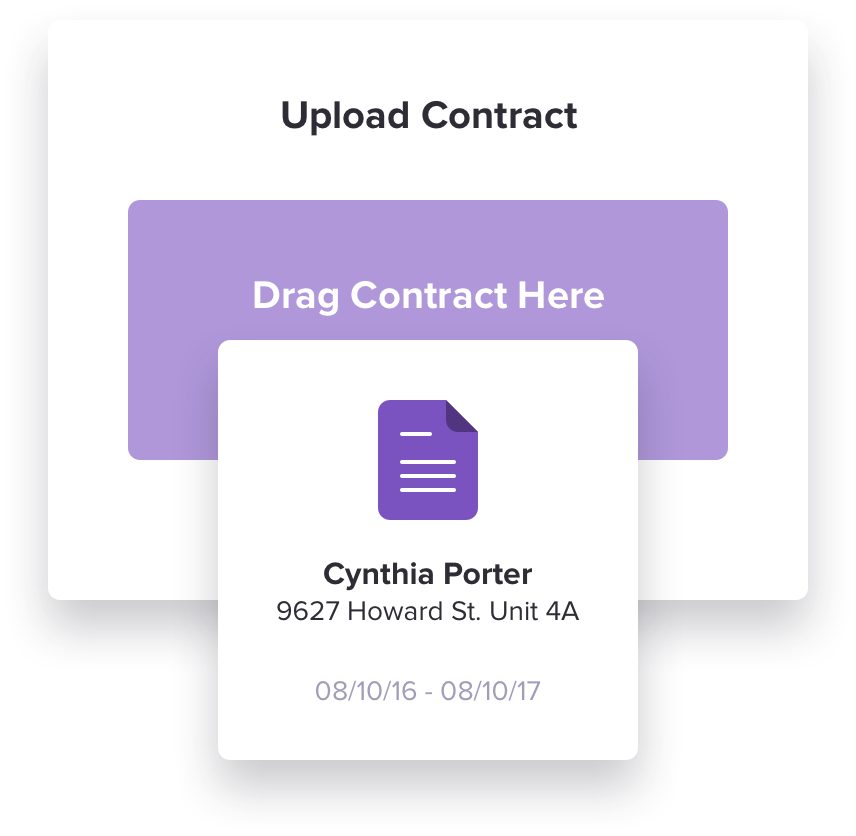 Upload Contract
Drag Contract Here
Cynthia Porter
9627 Howard St. Unit 4A
08/10/16 - 08/10/17